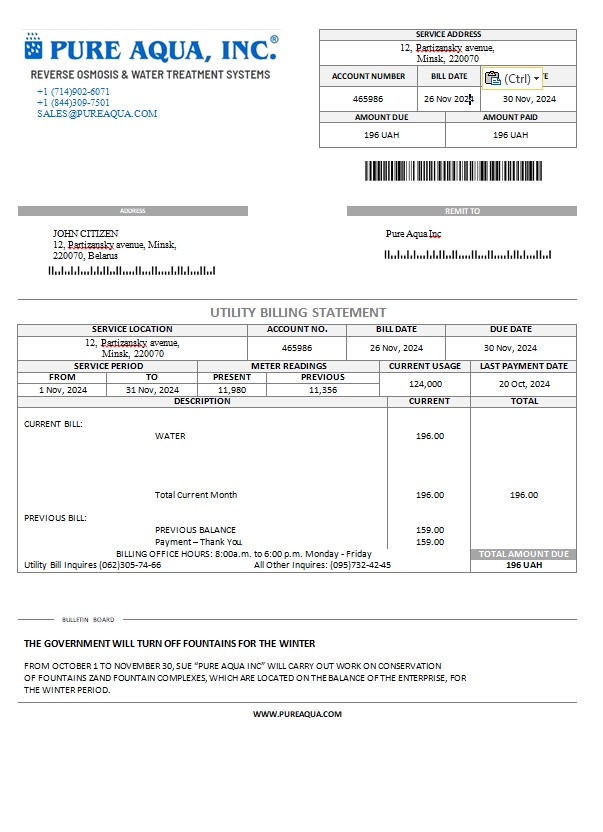 PURE AQUA, INC.®
REVERSE OSMOSIS & WATER TREATMENT SYSTEMS
+1 (714)902-6071
+1 (844)309-7501
SALES@PUREAQUA.COM
SERVICE ADDRESS
12, Partizansky avenue,
Minsk, 220070
ACCOUNT NUMBER BILL DATE
(Ctrl)
465986 26 Nov 2024 30 Nov, 2024
AMOUNT DUE AMOUNT PAID
196 UAH 196 UAH
ADDRESS REMIT TO
JOHN CITIZEN
12, Partizansky avenue, Minsk,
220070, Belarus
Pure Aqua Inc
UTILITY BILLING STATEMENT
SERVICE LOCATION ACCOUNT NO. BILL DATE DUE DATE
12, Partizansky avenue,
Minsk, 220070
465986 26 Nov, 2024 30 Nov, 2024
SERVICE PERIOD METER READINGS CURRENT USAGE LAST PAYMENT DATE
FROM TO PRESENT PREVIOUS
124,000 20 Oct, 2024
1 Nov, 2024 31 Nov, 2024 11,980 11,356
DESCRIPTION CURRENT TOTAL
CURRENT BILL:
WATER 196.00
Total Current Month 196.00 196.00
PREVIOUS BILL:
PREVIOUS BALANCE 159.00
Payment – Thank You. 159.00
BILLING OFFICE HOURS: 8:00a.m. to 6:00 p.m. Monday - Friday TOTAL AMOUNT DUE
Utility Bill Inquires (062)305-74-66 All Other Inquires: (095)732-42-45 196 UAH
BULLETIN BOARD
THE GOVERNMENT WILL TURN OFF FOUNTAINS FOR THE WINTER
FROM OCTOBER 1 TO NOVEMBER 30, SUE “PURE AQUA INC” WILL CARRY OUT WORK ON CONSERVATION
OF FOUNTAINS ZAND FOUNTAIN COMPLEXES, WHICH ARE LOCATED ON THE BALANCE OF THE ENTERPRISE, FOR
THE WINTER PERIOD.
WWW.PUREAQUA.COM